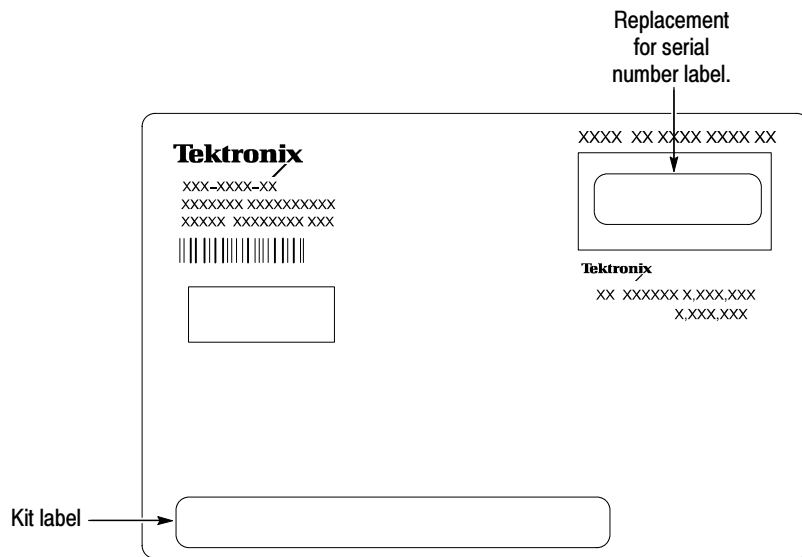 Replacement
for serial
number label.
XXXX XX XXXX XXXX XX
Tektronix
XXX–XXXX–XX
XXXXXXX XXXXXXXXXX
XXXXX XXXXXXXX XXX
Tektronix
XX XXXXXX X,XXX,XXX
X,XXX,XXX
Kit label